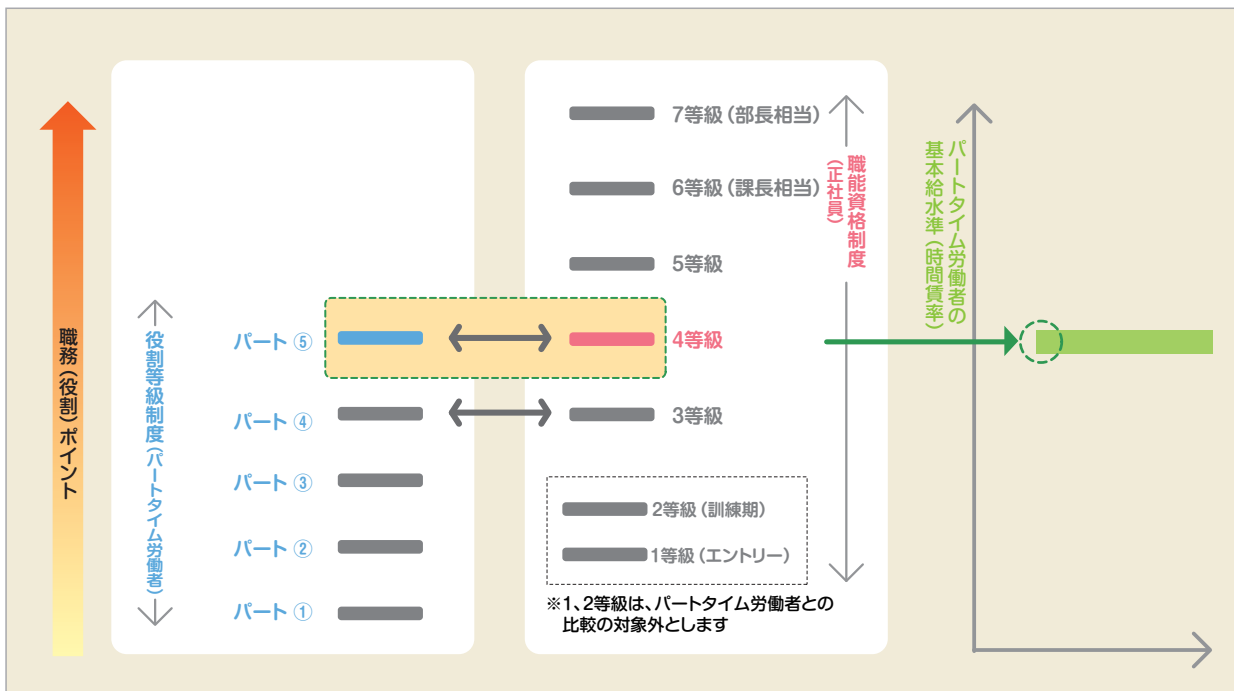 職務（役割）ポイント
役割等級制度（パートタイム労働者）
パート ⑤
パート ④
パート ③
パート ②
パート ①
7等級（部長相当）
6等級（課長相当）
5等級
4等級
3等級
2等級（訓練期）
1等級（エントリー）
※1、2等級は、パートタイム労働者との
比較の対象外とします
職能資格制度
（正社員）
パートタイム労働者の
基本給水準（時間賃率）